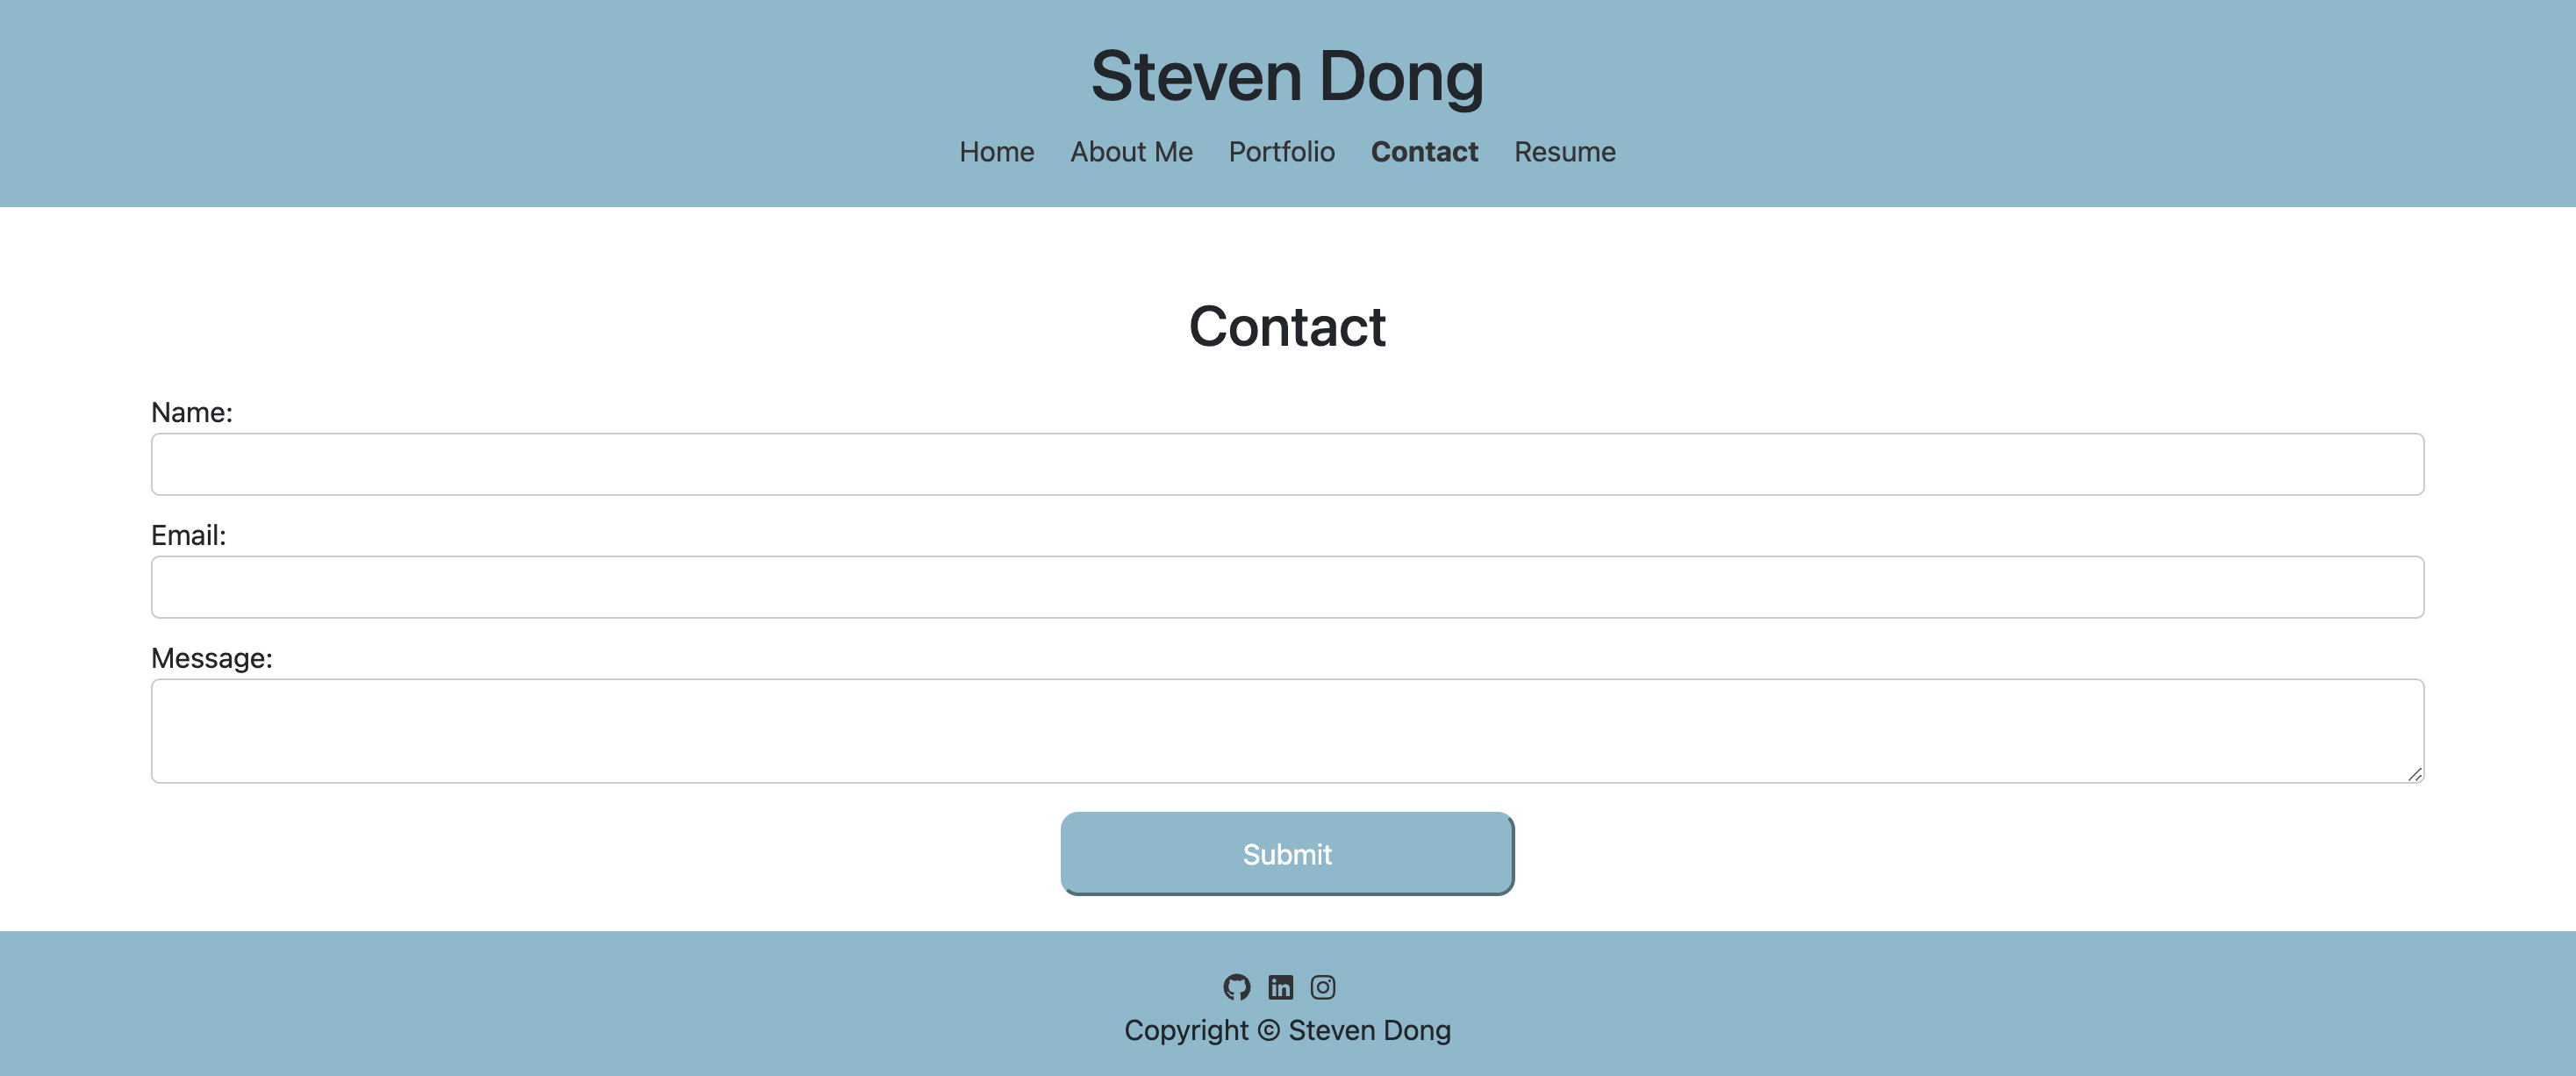 Steven Dong
Home About Me Portfolio Contact Resume
Contact
Name:
Email:
Message:
Submit
Copyright © Steven Dong